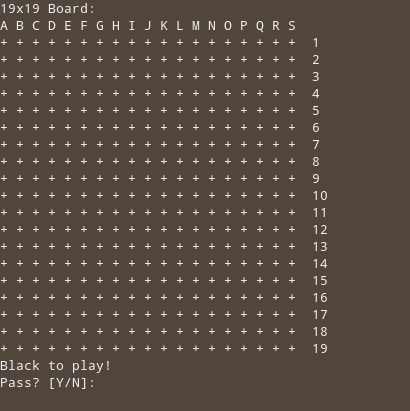 19x19 Board:
A B C D E F G H I J K L M N O P Q R S
+ + + + + + + + + + + + + + + + + + +  1
+ + + + + + + + + + + + + + + + + + +  2
+ + + + + + + + + + + + + + + + + + +  3
+ + + + + + + + + + + + + + + + + + +  4
+ + + + + + + + + + + + + + + + + + +  5
+ + + + + + + + + + + + + + + + + + +  6
+ + + + + + + + + + + + + + + + + + +  7
+ + + + + + + + + + + + + + + + + + +  8
+ + + + + + + + + + + + + + + + + + +  9
+ + + + + + + + + + + + + + + + + + +  10
+ + + + + + + + + + + + + + + + + + +  11
+ + + + + + + + + + + + + + + + + + +  12
+ + + + + + + + + + + + + + + + + + +  13
+ + + + + + + + + + + + + + + + + + +  14
+ + + + + + + + + + + + + + + + + + +  15
+ + + + + + + + + + + + + + + + + + +  16
+ + + + + + + + + + + + + + + + + + +  17
+ + + + + + + + + + + + + + + + + + +  18
+ + + + + + + + + + + + + + + + + + +  19
Black to play!
Pass? [Y/N]: